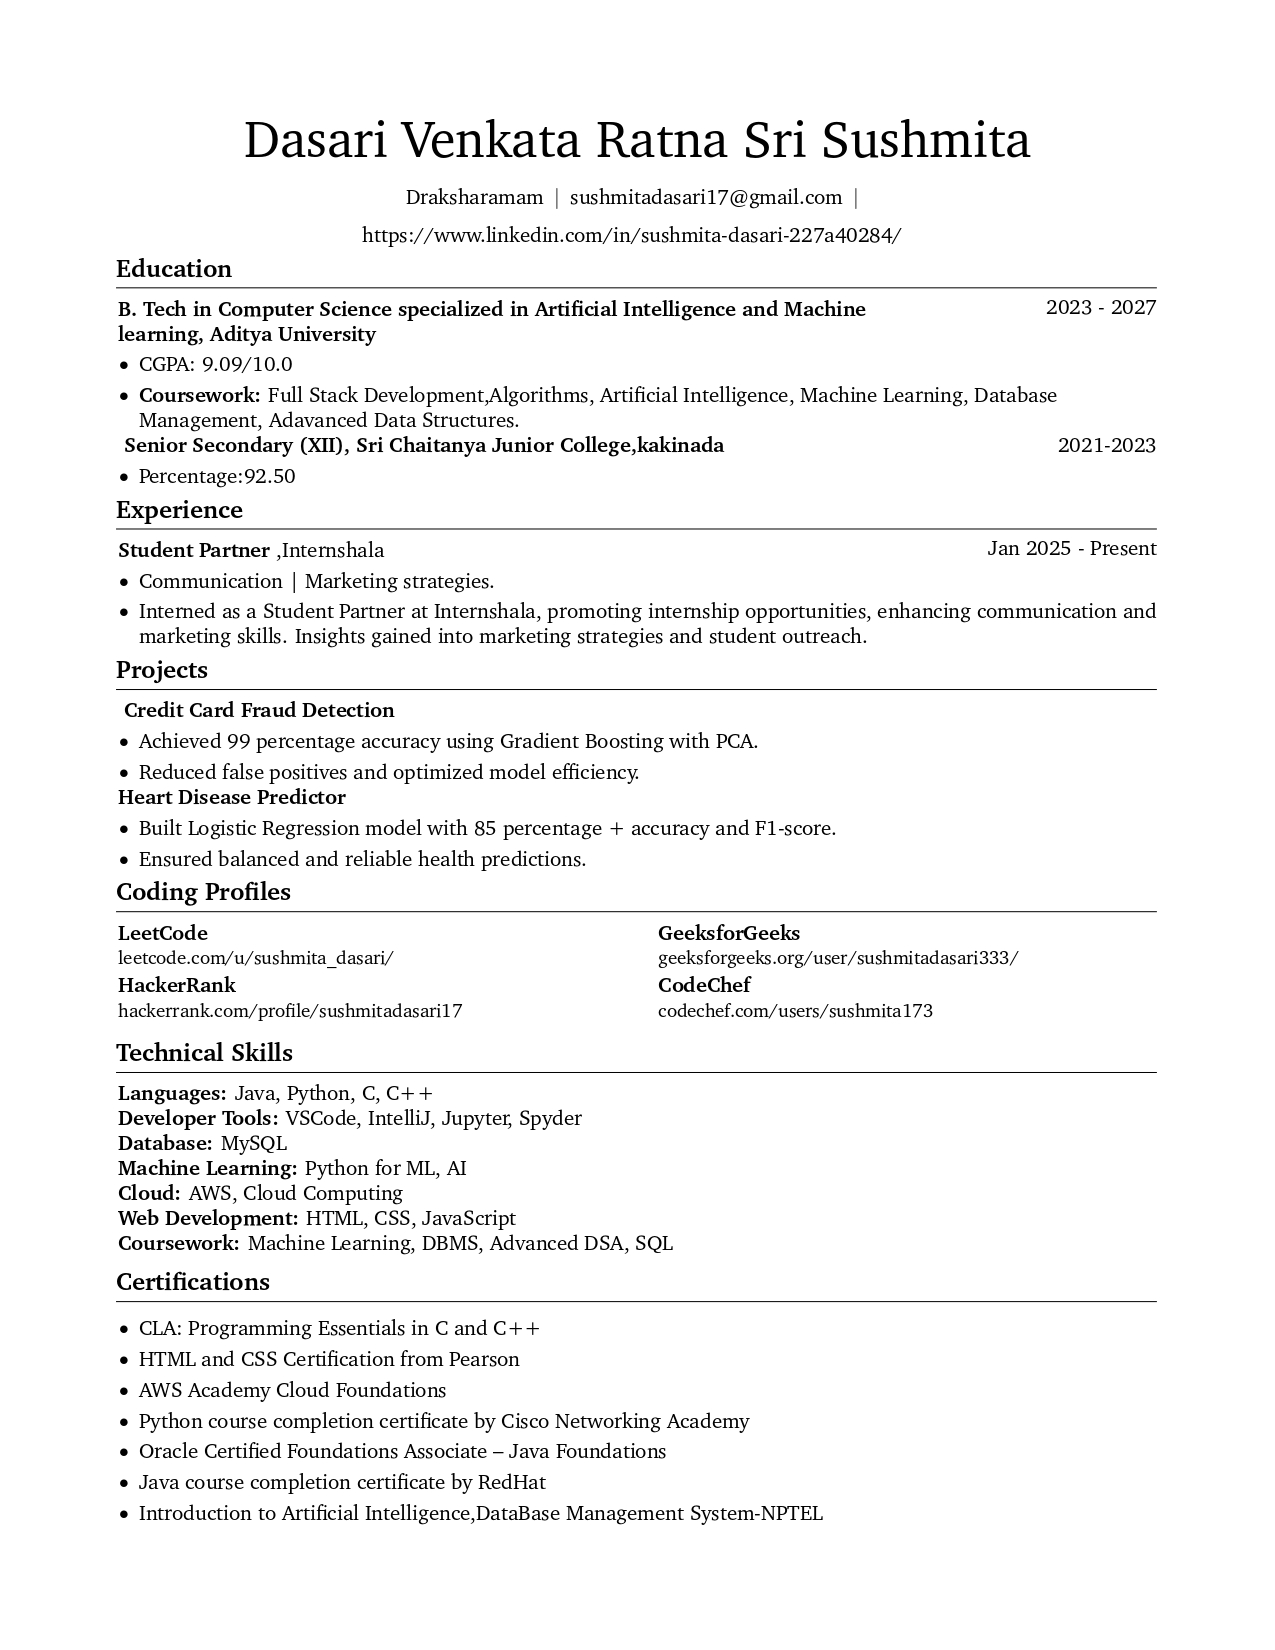 Dasari Venkata Ratna Sri Sushmita
Draksharamam | sushmitadasari17@gmail.com |
https://www.linkedin.com/in/sushmita-dasari-227a40284/
Education
B. Tech in Computer Science specialized in Artificial Intelligence and Machine 2023 - 2027
learning, Aditya University
• CGPA: 9.09/10.0
• Coursework: Full Stack Development,Algorithms, Artificial Intelligence, Machine Learning, Database
Management, Adavanced Data Structures.
Senior Secondary (XII), Sri Chaitanya Junior College,kakinada 2021-2023
• Percentage:92.50
Experience
Student Partner ,Internshala Jan 2025 - Present
• Communication | Marketing strategies.
• Interned as a Student Partner at Internshala, promoting internship opportunities, enhancing communication and
marketing skills. Insights gained into marketing strategies and student outreach.
Projects
Credit Card Fraud Detection
• Achieved 99 percentage accuracy using Gradient Boosting with PCA.
• Reduced false positives and optimized model efficiency.
Heart Disease Predictor
• Built Logistic Regression model with 85 percentage + accuracy and F1-score.
• Ensured balanced and reliable health predictions.
Coding Profiles
LeetCode GeeksforGeeks
leetcode.com/u/sushmita_dasari/ geeksforgeeks.org/user/sushmitadasari333/
HackerRank CodeChef
hackerrank.com/profile/sushmitadasari17 codechef.com/users/sushmita173
Technical Skills
Languages: Java, Python, C, C++
Developer Tools: VSCode, IntelliJ, Jupyter, Spyder
Database: MySQL
Machine Learning: Python for ML, AI
Cloud: AWS, Cloud Computing
Web Development: HTML, CSS, JavaScript
Coursework: Machine Learning, DBMS, Advanced DSA, SQL
Certifications
• CLA: Programming Essentials in C and C++
• HTML and CSS Certification from Pearson
• AWS Academy Cloud Foundations
• Python course completion certificate by Cisco Networking Academy
• Oracle Certified Foundations Associate – Java Foundations
• Java course completion certificate by RedHat
• Introduction to Artificial Intelligence,DataBase Management System-NPTEL